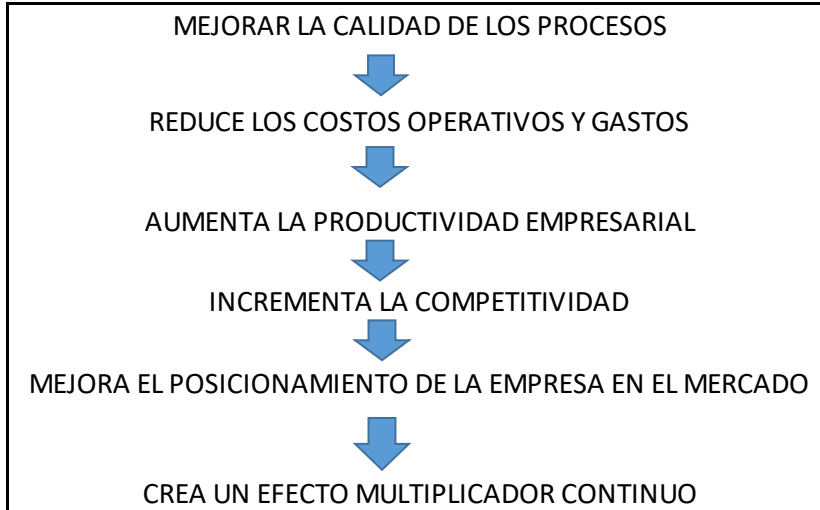 MEJORAR LA CALIDAD DE LOS PROCESOS
REDUCE LOS COSTOS OPERATIVOS Y GASTOS
AUMENTA LA PRODUCTIVIDAD EMPRESARIAL
INCREMENTA LA COMPETITIVIDAD
MEJORA EL POSICIONAMIENTO DE LA EMPRESA EN EL MERCADO
CREA UN EFECTO MULTIPLICADOR CONTINUO